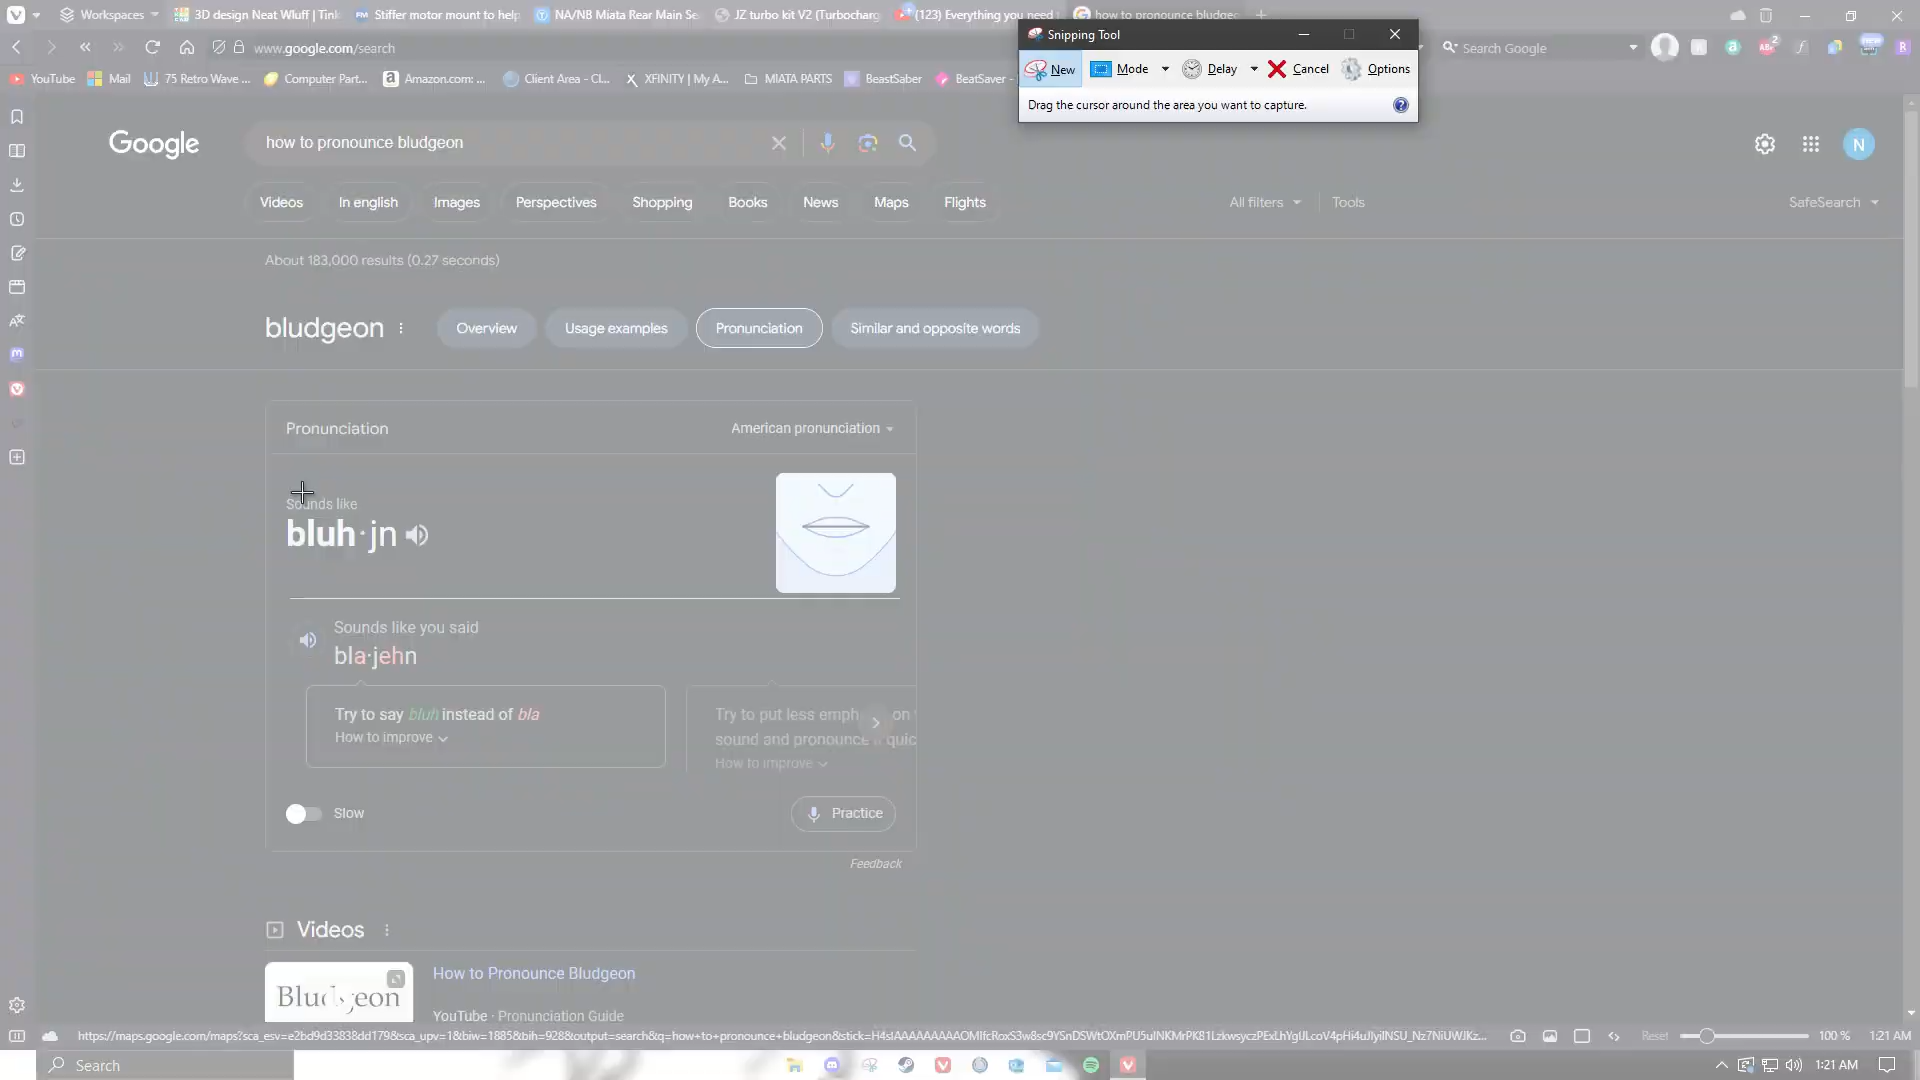 Workspaces
3D design Neat Wluff | Tink
Stiffer motor mount to help
NA/NB Miata Rear Main Se
JZ turbo kit V2 (Turbocharg
(123) Everything you need
how to pronounce bludgeo
www.google.com/search
Search Google
YouTube
Mail
75 Retro Wave ...
Computer Part...
Amazon.com: ...
Client Area - Cl...
XFINITY | My A...
MIATA PARTS
BeastSaber
BeatSaver -
Snipping Tool
New
Mode
Delay
Cancel
Options
Drag the cursor around the area you want to capture.
Google
how to pronounce bludgeon
N
Videos
In english
Images
Perspectives
Shopping
Books
News
Maps
Flights
All filters
Tools
SafeSearch
About 183,000 results (0.27 seconds)
bludgeon
Overview
Usage examples
Pronunciation
Similar and opposite words
Pronunciation
American pronunciation
Sounds like
bluh·jn
Sounds like you said
bla·jehn
Try to say bluh instead of bla
How to improve
Try to put less emph on
sound and pronounce it quic
How to improve
Slow
Practice
Feedback
Videos
Bludgeon
How to Pronounce Bludgeon
YouTube · Pronunciation Guide
Reset
100 %
1:21 AM
Search
1:21 AM